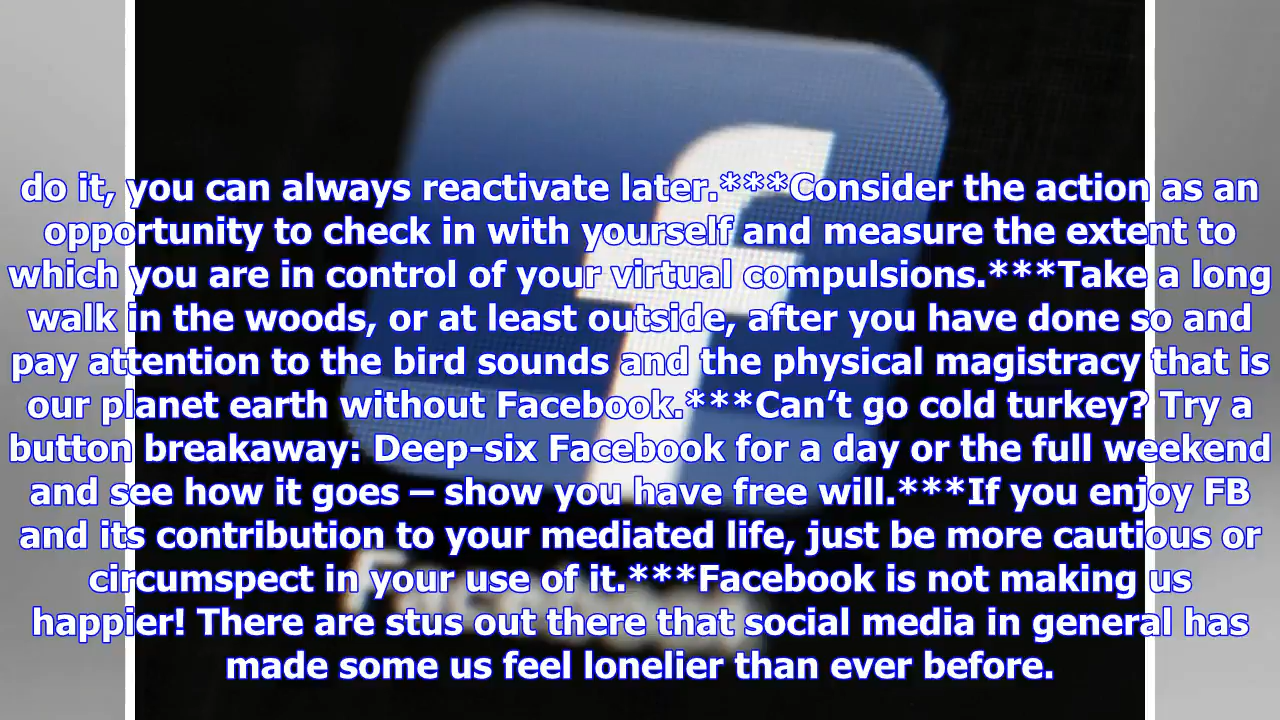 do it, you can always reactivate later.***Consider the action as an
opportunity to check in with yourself and measure the extent to
which you are in control of your virtual compulsions.***Take a long
walk in the woods, or at least outside, after you have done so and
pay attention to the bird sounds and the physical magistracy that is
our planet earth without Facebook.***Can’t go cold turkey? Try a
button breakaway: Deep-six Facebook for a day or the full weekend
and see how it goes – show you have free will.***If you enjoy FB
and its contribution to your mediated life, just be more cautious or
circumspect in your use of it.***Facebook is not making us
happier! There are stus out there that social media in general has
made some us feel lonelier than ever before.